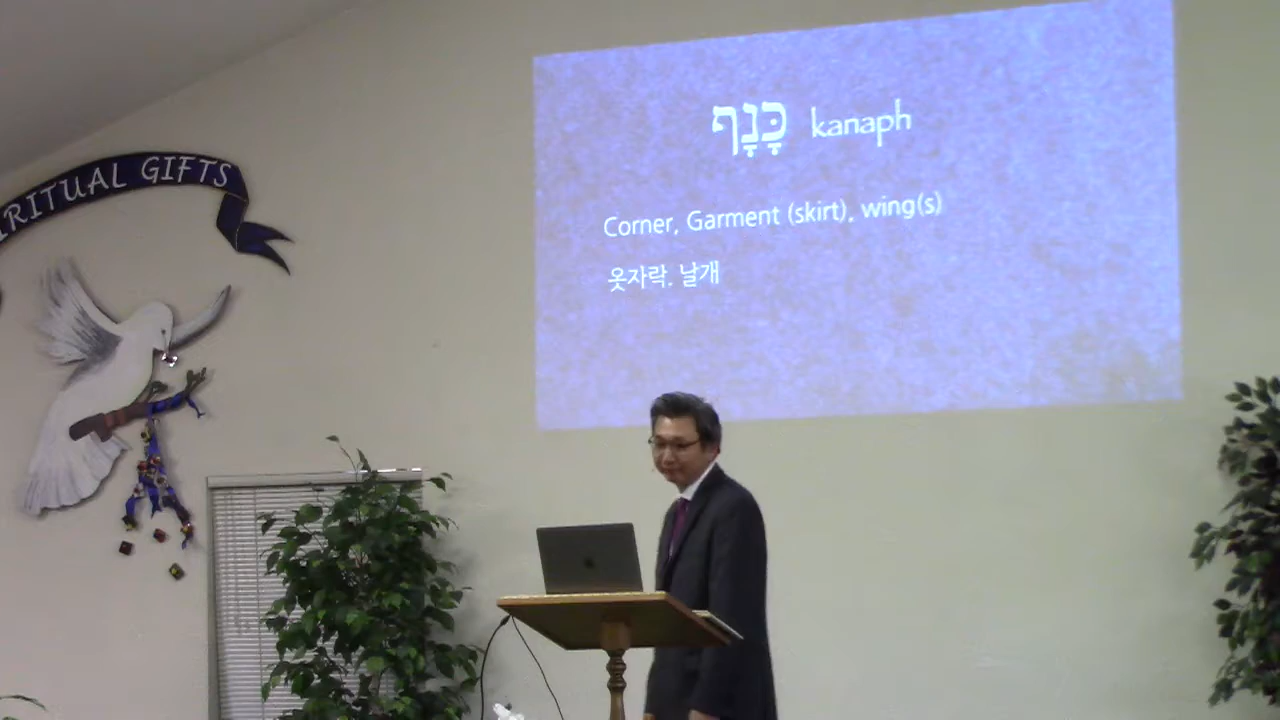 RITUAL GIFTS
כָּנָף kanaph
Corner, Garment (skirt), wing(s)
옷자락. 날개